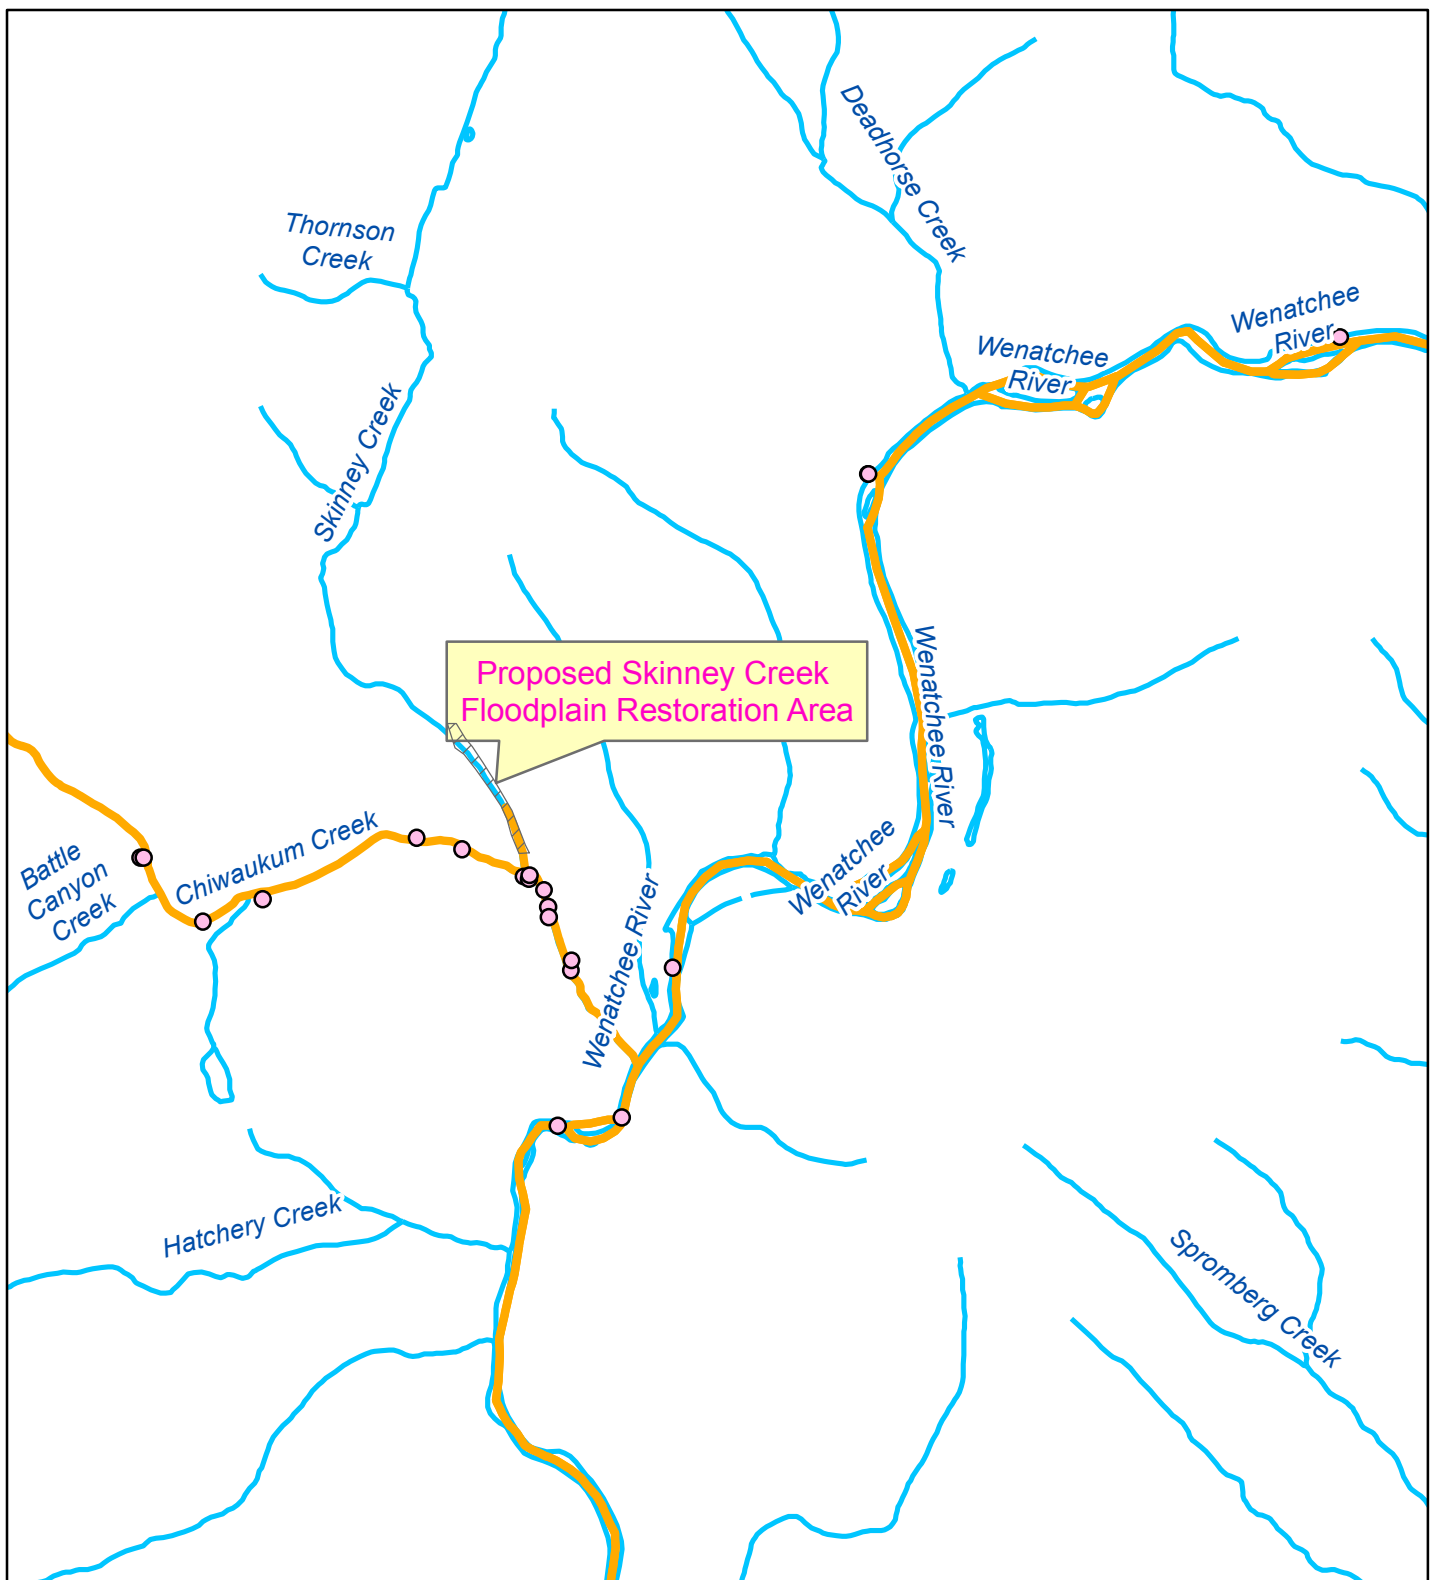 Deadhorse Creek
Thornson
Creek
Wenatchee
River
Wenatchee
River
Skinney Creek
Proposed Skinney Creek
Floodplain Restoration Area
Wenatchee River
Chiwaukum Creek
Battle
Canyon
Creek
Wenatchee
River
Wenatchee River
Hatchery Creek
Spromberg Creek